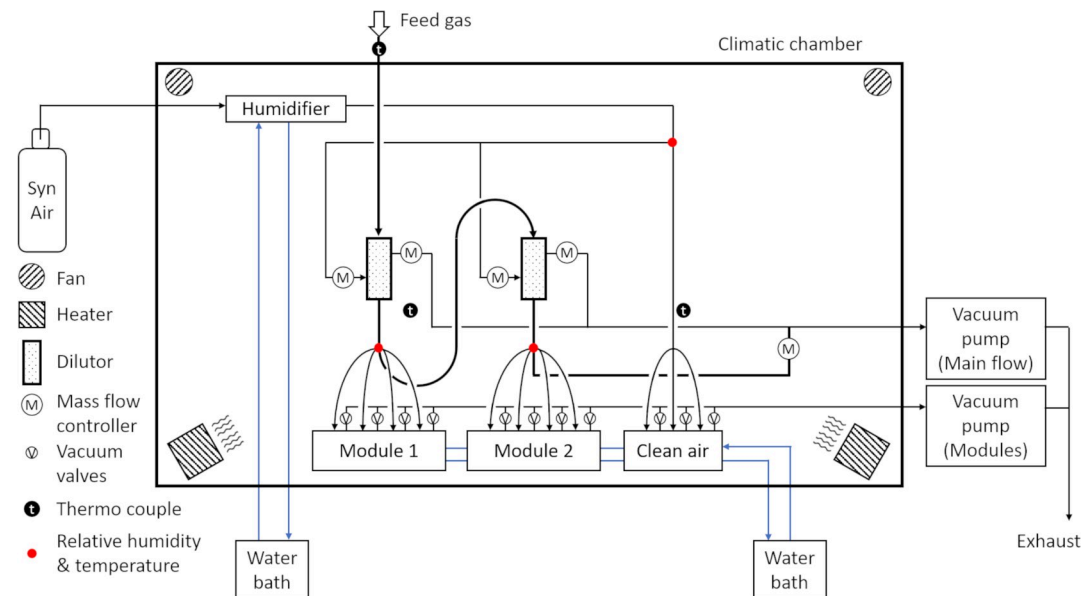 Feed gas
t
Climatic chamber
Humidifier
Syn
Air
M
M
M
M
t
t
M
Vacuum
pump
(Main flow)
Fan
Heater
Dilutor
M
Mass flow
controller
V
Vacuum
valves
t
Thermo couple
Relative humidity
& temperature
V
V
V
V
V
V
V
V
V
V
V
Module 1
Module 2
Clean air
Vacuum
pump
(Modules)
Water
bath
Water
bath
Exhaust